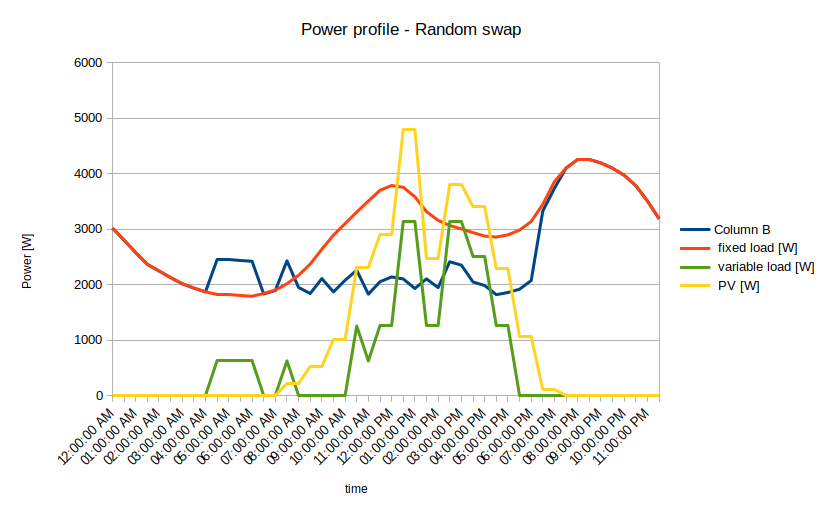 Power profile - Random swap
6000
5000
4000
3000
2000
1000
0
Power [W]
12:00:00 AM
01:00:00 AM
02:00:00 AM
03:00:00 AM
04:00:00 AM
05:00:00 AM
06:00:00 AM
07:00:00 AM
08:00:00 AM
09:00:00 AM
10:00:00 AM
11:00:00 AM
12:00:00 PM
01:00:00 PM
02:00:00 PM
03:00:00 PM
04:00:00 PM
05:00:00 PM
06:00:00 PM
07:00:00 PM
08:00:00 PM
09:00:00 PM
10:00:00 PM
11:00:00 PM
time
Column B
fixed load [W]
variable load [W]
PV [W]